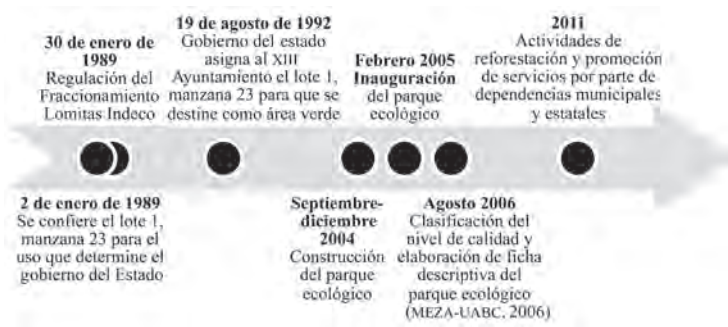 30 de enero de
1989
Regulación del
Fraccionamiento
Lomitas Indeco
19 de agosto de 1992
Gobierno del estado
asigna al XIII
Ayuntamiento el lote 1,
manzana 23 para que se
destine como área verde
Febrero 2005
Inauguración
del parque
ecológico
2011
Actividades de
reforestación y promoción
de servicios por parte de
dependencias municipales
y estatales
2 de enero de 1989
Se confiere el lote 1,
manzana 23 para el
uso que determine el
gobierno del Estado
Septiembre-
diciembre
2004
Construcción
del parque
ecológico
Agosto 2006
Clasificación del
nivel de calidad y
elaboración de ficha
descriptiva del
parque ecológico
(MEZA-UABC, 2006)